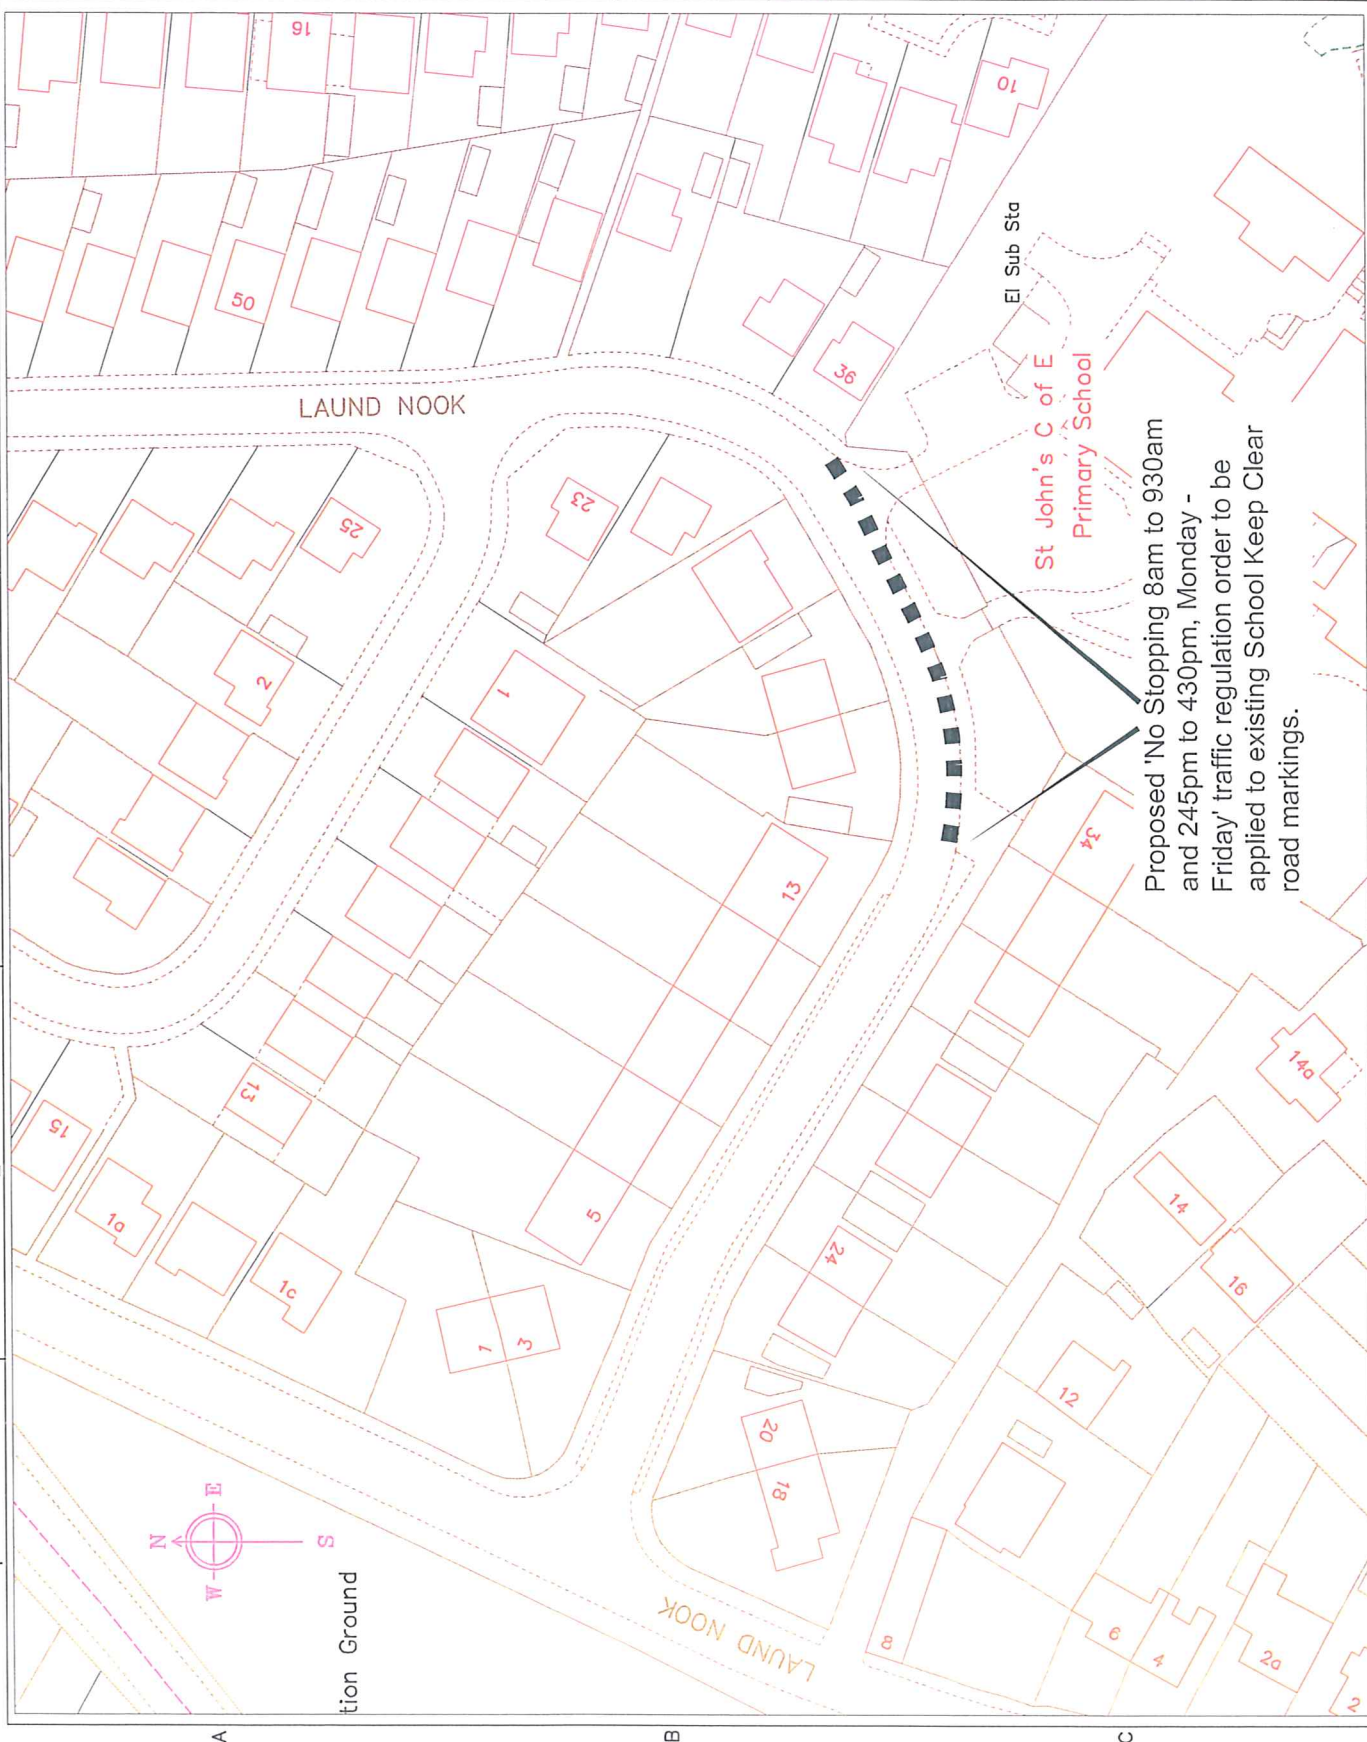 16
10
50
LAUND NOOK
El Sub Sta
36
St John's C of E
Primary School
25
23
2
1
Proposed 'No Stopping 8am to 930am
and 245pm to 430pm, Monday -
Friday' traffic regulation order to be
applied to existing School Keep Clear
road markings.
34
13
13
15
1a
1c
5
1
3
24
14a
14
16
12
20
18
N
W
E
S
tion Ground
LAUND NOOK
8
6
4
2a
2
A
B
C